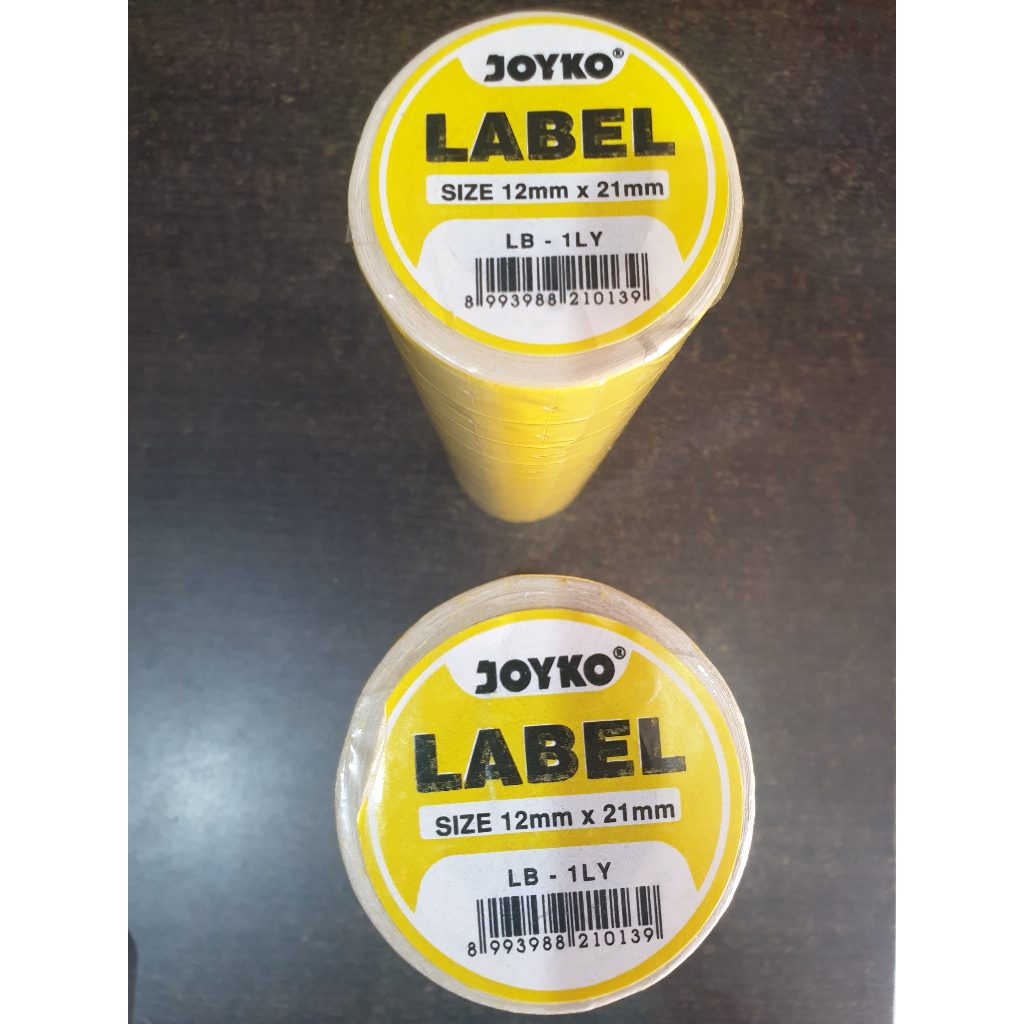 JOYKO®
LABEL
SIZE 12mm x 21mm
LB - 1LY
8 993988 210139
JOYKO®
LABEL
SIZE 12mm x 21mm
LB - 1LY
8 993988 210139